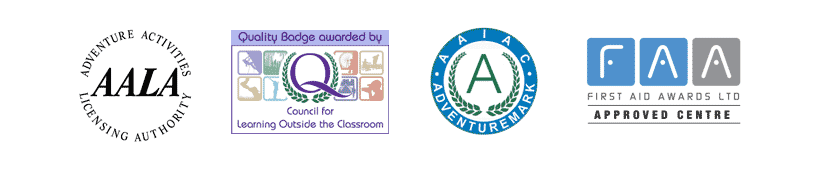 ADVENTURE ACTIVITIES
AALA
LICENSING AUTHORITY
Quality Badge awarded by
Q
Council for
Learning Outside the Classroom
AAIAC
A
ADVENTUREMARK
FAA
FIRST AID AWARDS LTD
APPROVED CENTRE